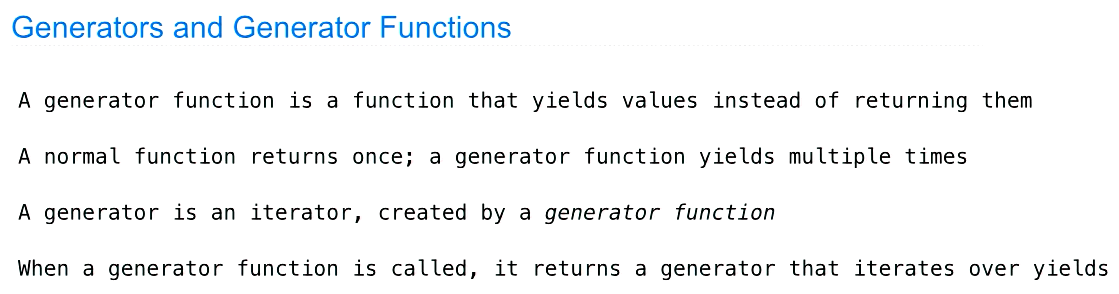 Generators and Generator Functions
A generator function is a function that yields values instead of returning them
A normal function returns once; a generator function yields multiple times
A generator is an iterator, created by a generator function
When a generator function is called, it returns a generator that iterates over yields